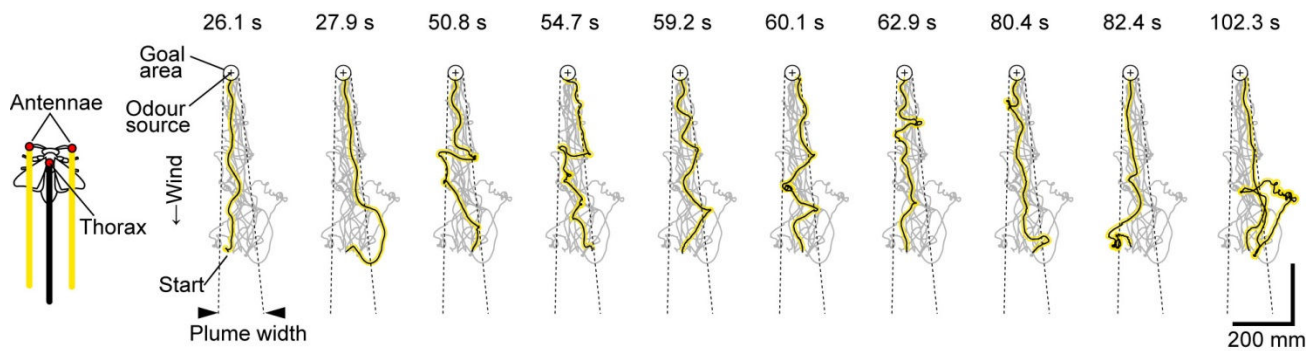 26.1 s 27.9 s 50.8 s 54.7 s 59.2 s 60.1 s 62.9 s 80.4 s 82.4 s 102.3 s
Goal
area
Odour
source
Antennae
←Wind
Thorax
Start
Plume width
200 mm